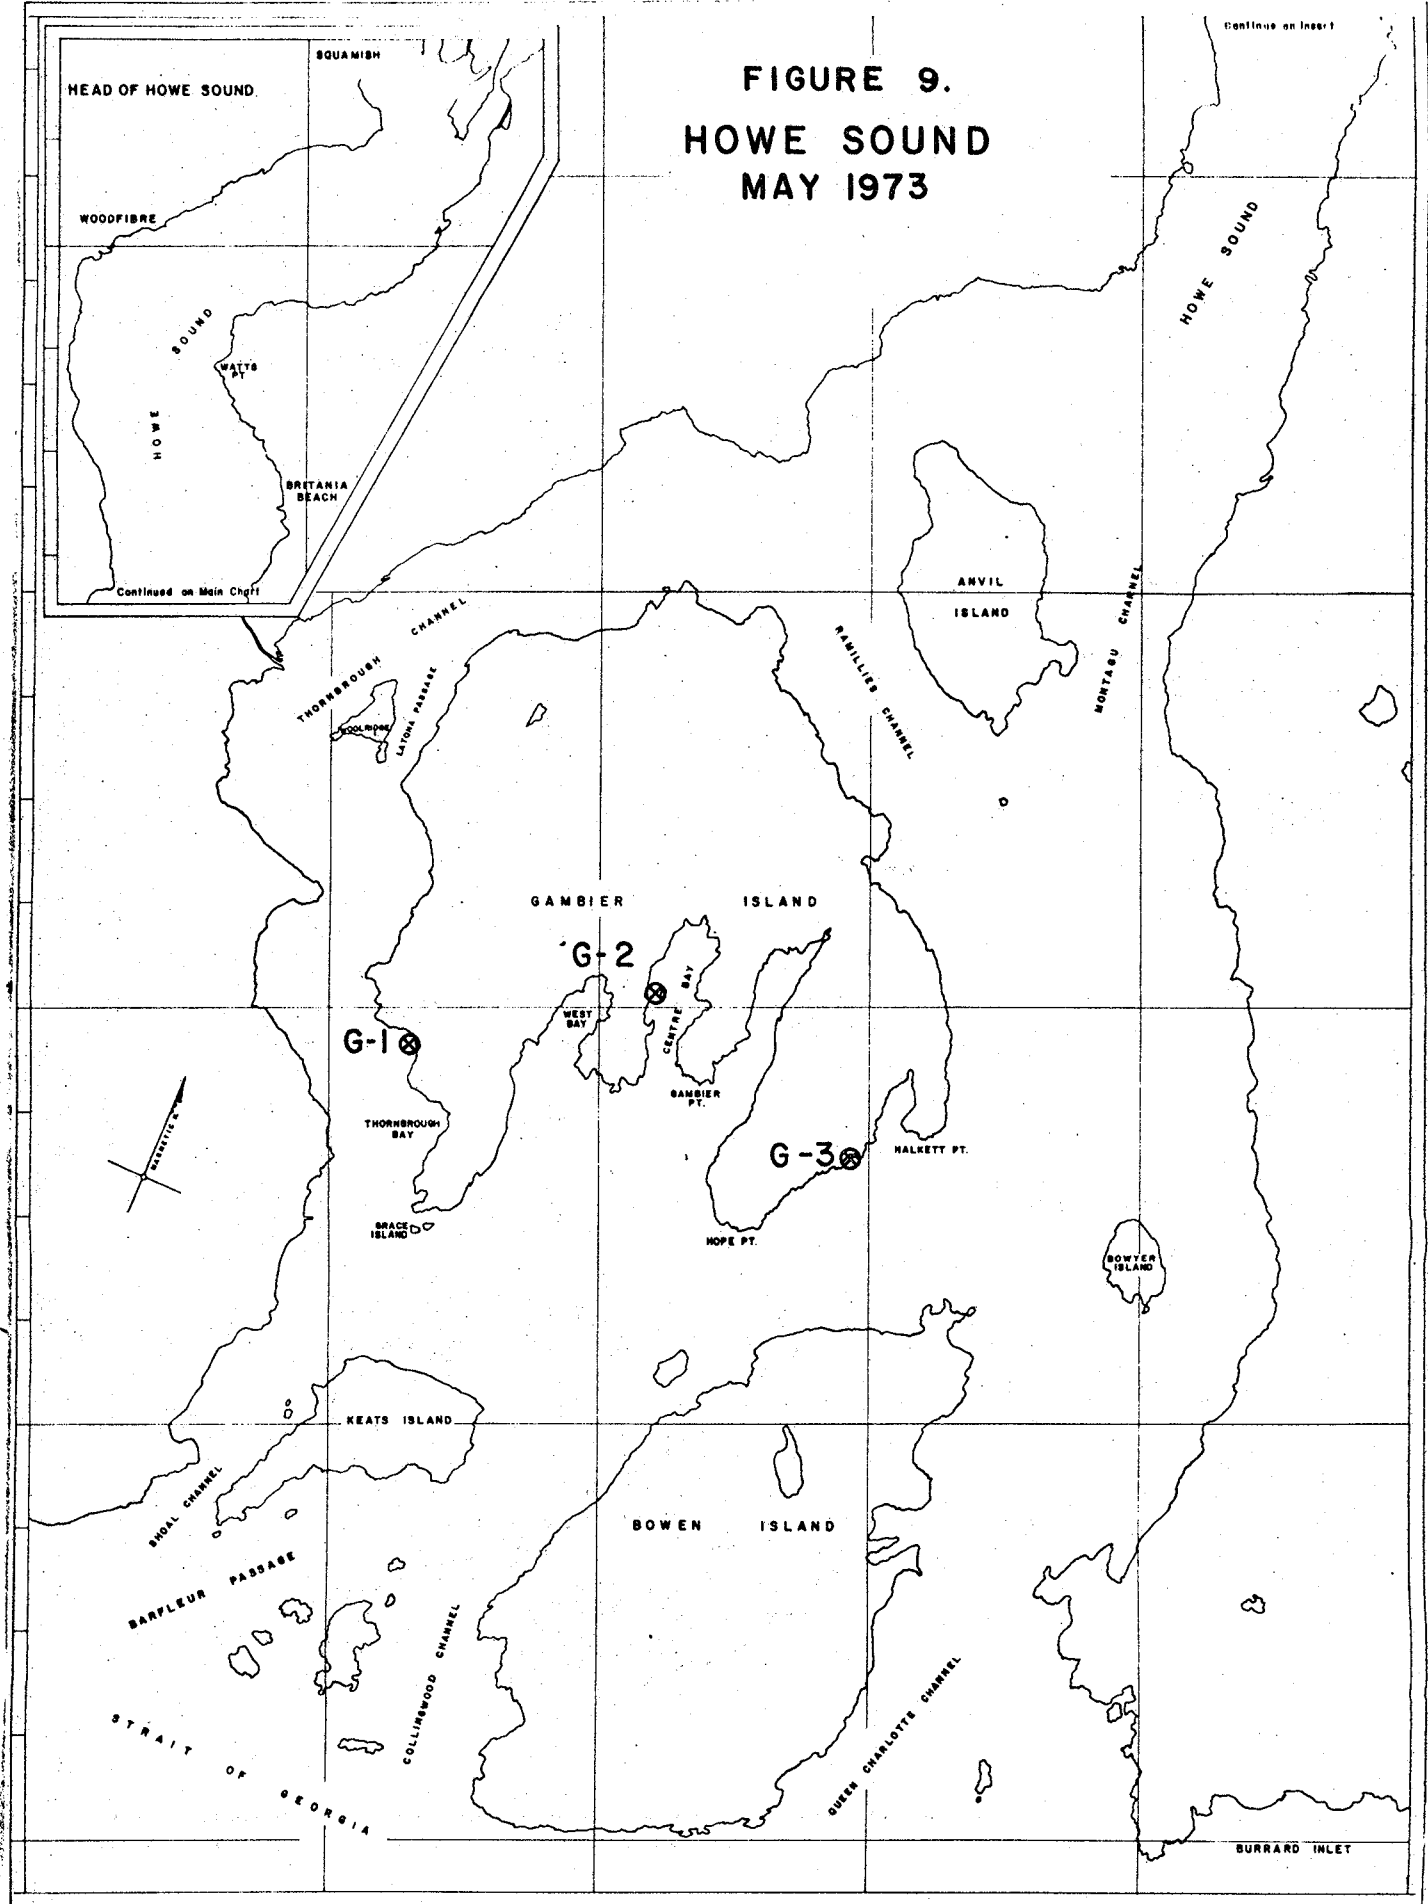 Continue on Insert
SQUAMISH
HEAD OF HOWE SOUND
FIGURE 9.
HOWE SOUND
MAY 1973
WOODFIBRE
HOWE SOUND
HOWE SOUND
WATTS
PT
BRITANIA
BEACH
Continued on Main Chart
ANVIL
ISLAND
THORNBROUGH CHANNEL
LATONA PASSAGE
WOOLRIDGE
RAMILLIES CHANNEL
MONTAGU CHANNEL
GAMBIER ISLAND
G-2
WEST
BAY
CENTRE BAY
G-1
GAMBIER
PT.
MAGNETIC N
THORNBROUGH
BAY
G-3
HALKETT PT.
GRACE
ISLAND
HOPE PT.
BOWYER
ISLAND
KEATS ISLAND
SHOAL CHANNEL
BOWEN ISLAND
BARFLEUR PASSAGE
COLLINGWOOD CHANNEL
QUEEN CHARLOTTE CHANNEL
STRAIT OF GEORGIA
BURRARD INLET